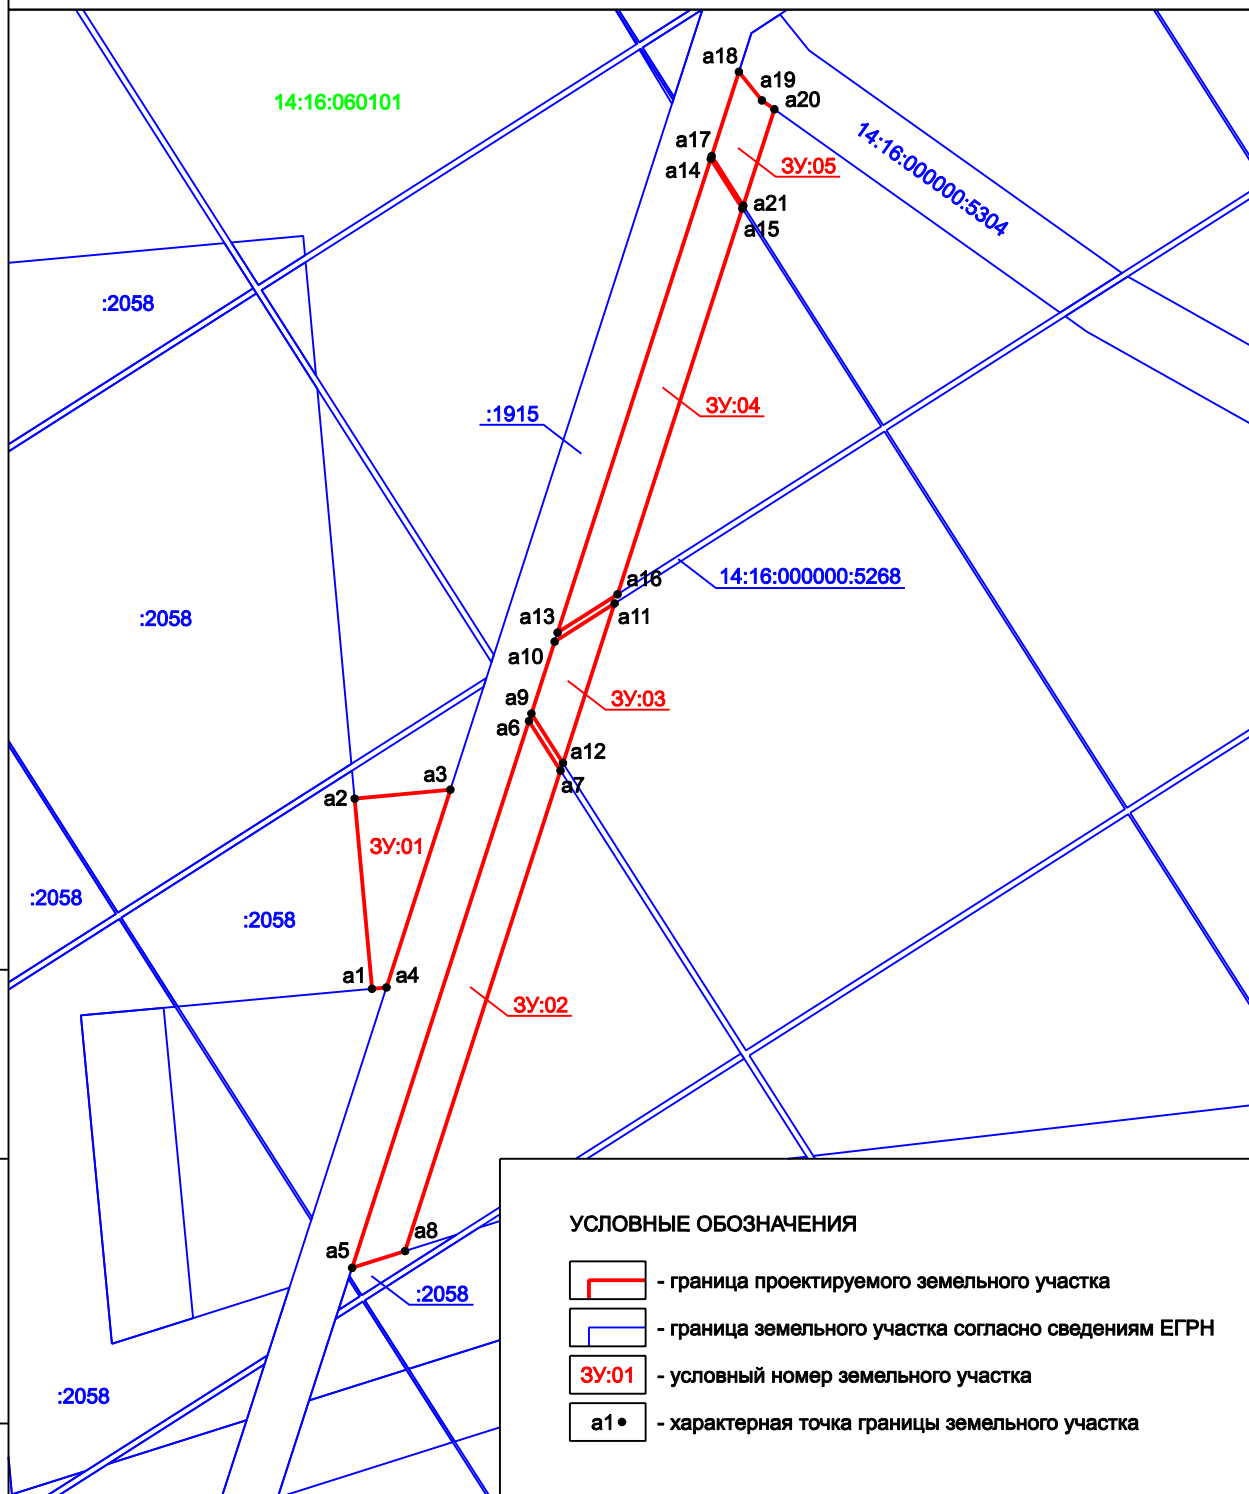 a18
a19
a20
14:16:060101
a17
a14
ЗУ:05
14:16:000000:5304
a21
a15
:2058
ЗУ:04
:1915
a16
14:16:000000:5268
a13
a11
:2058
a10
a9
ЗУ:03
a6
a12
a7
a3
a2
ЗУ:01
:2058
:2058
a1
a4
ЗУ:02
a8
a5
:2058
:2058
УСЛОВНЫЕ ОБОЗНАЧЕНИЯ
- граница проектируемого земельного участка
- граница земельного участка согласно сведениям ЕГРН
ЗУ:01 - условный номер земельного участка
a1 - характерная точка границы земельного участка